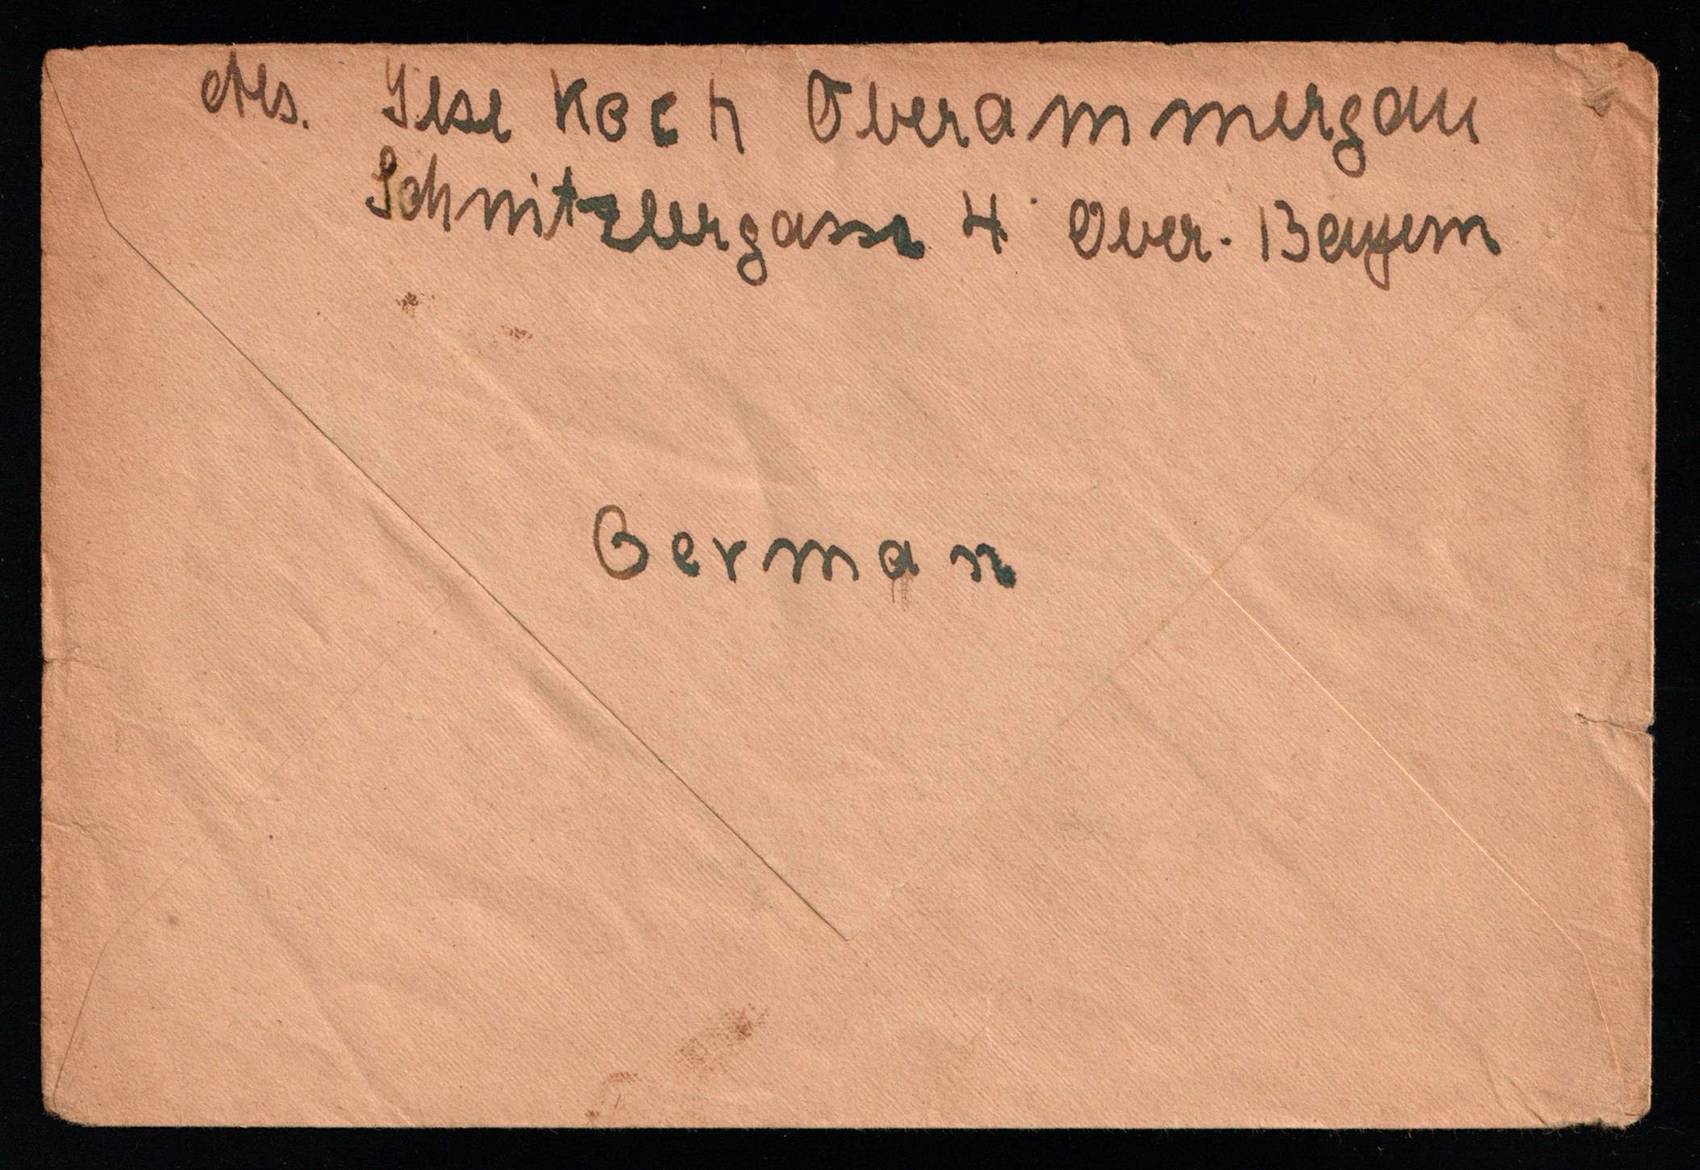 Abs. Ilse Koch Oberammergau
Schnitzlergasse 4 Ober-Bayern
German